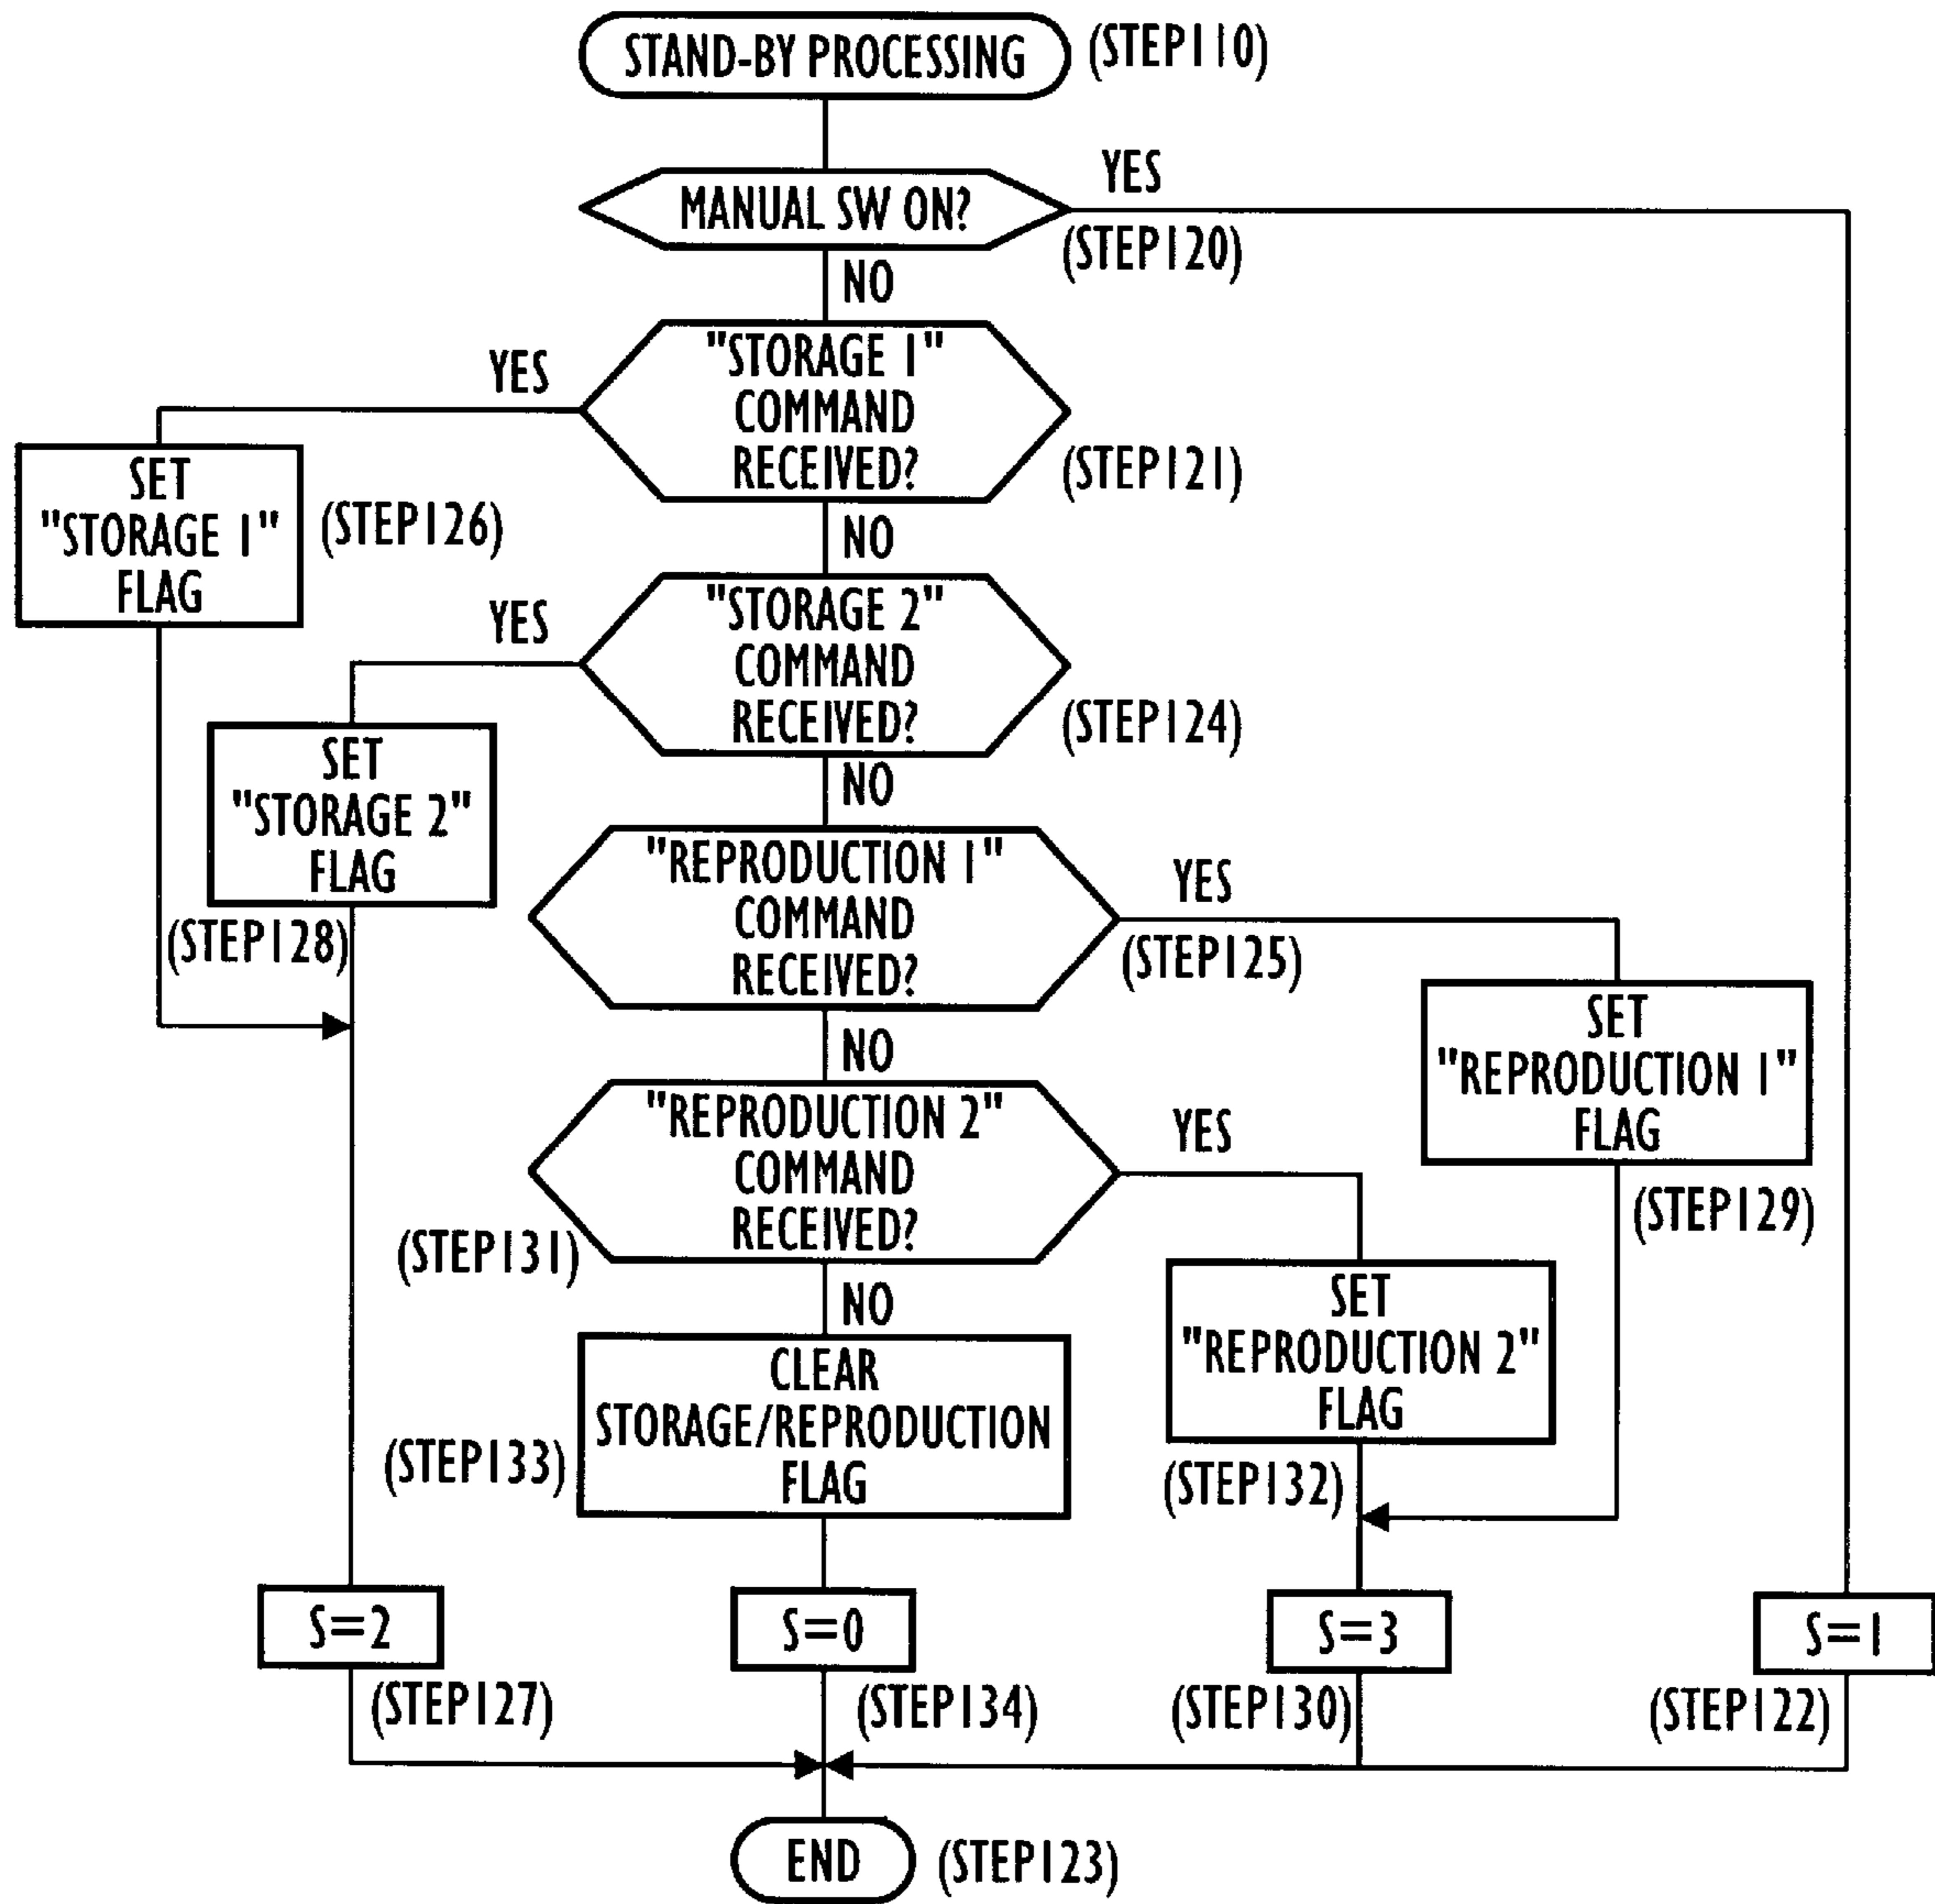 STAND-BY PROCESSING
(STEP110)
MANUAL SW ON?
YES
(STEP120)
NO
"STORAGE 1"
COMMAND
RECEIVED?
YES
(STEP121)
SET
"STORAGE 1"
FLAG
(STEP126)
NO
"STORAGE 2"
COMMAND
RECEIVED?
YES
(STEP124)
SET
"STORAGE 2"
FLAG
(STEP128)
NO
"REPRODUCTION 1"
COMMAND
RECEIVED?
YES
(STEP125)
SET
"REPRODUCTION 1"
FLAG
(STEP129)
NO
"REPRODUCTION 2"
COMMAND
RECEIVED?
YES
(STEP131)
SET
"REPRODUCTION 2"
FLAG
(STEP132)
NO
CLEAR
STORAGE/REPRODUCTION
FLAG
(STEP133)
S=2
(STEP127)
S=0
(STEP134)
S=3
(STEP130)
S=1
(STEP122)
END
(STEP123)